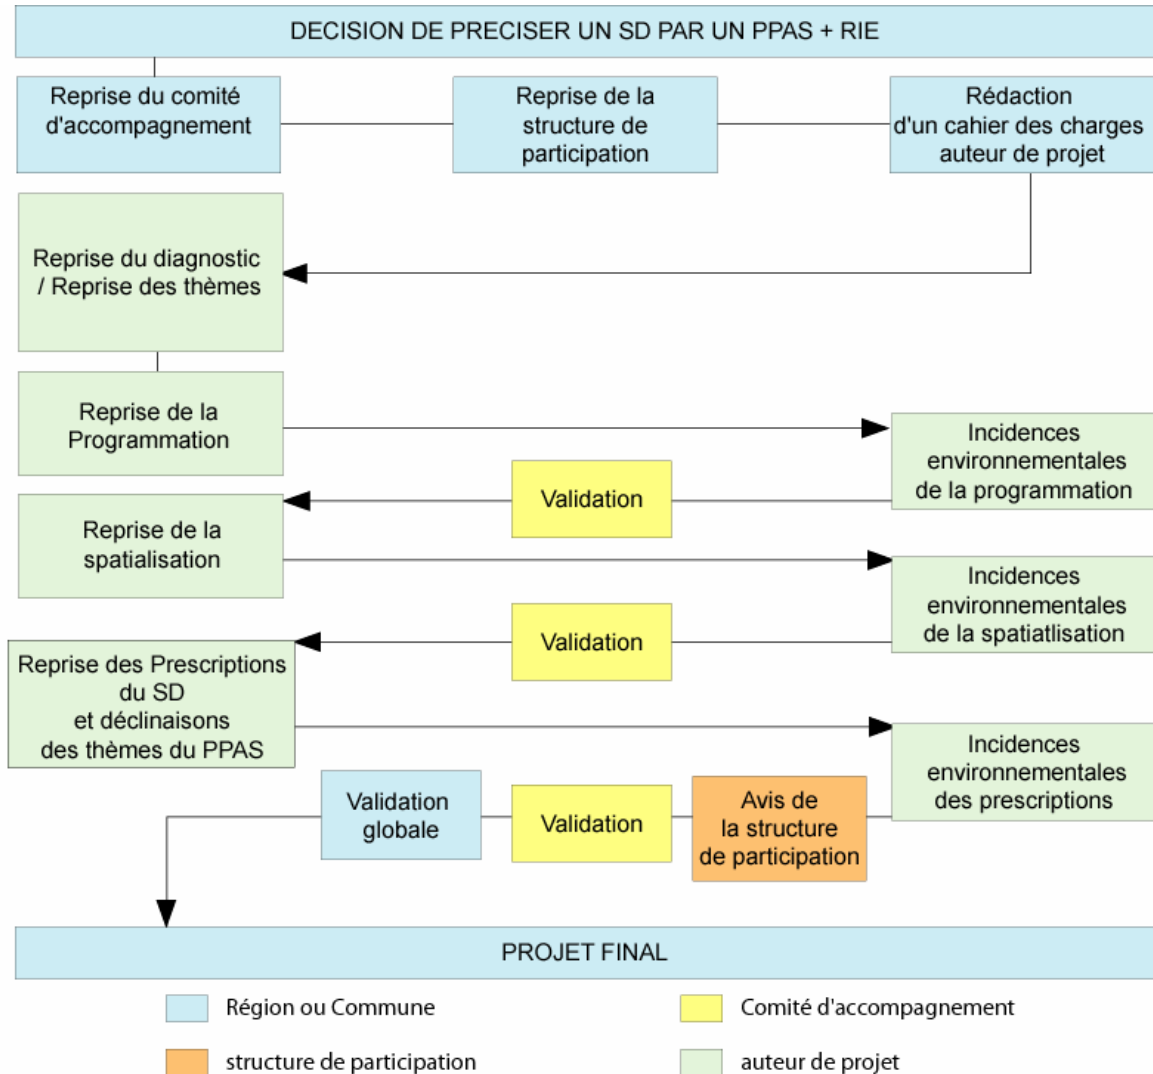 DECISION DE PRECISER UN SD PAR UN PPAS + RIE
Reprise du comité
d'accompagnement
Reprise de la
structure de
participation
Rédaction
d'un cahier des charges
auteur de projet
Reprise du diagnostic
/ Reprise des thèmes
Reprise de la
Programmation
Incidences
environnementales
de la programmation
Validation
Reprise de la
spatialisation
Incidences
environnementales
de la spatiatlisation
Validation
Reprise des Prescriptions
du SD
et déclinaisons
des thèmes du PPAS
Incidences
environnementales
des prescriptions
Avis de
la structure
de participation
Validation
Validation
globale
PROJET FINAL
Région ou Commune
Comité d'accompagnement
structure de participation
auteur de projet